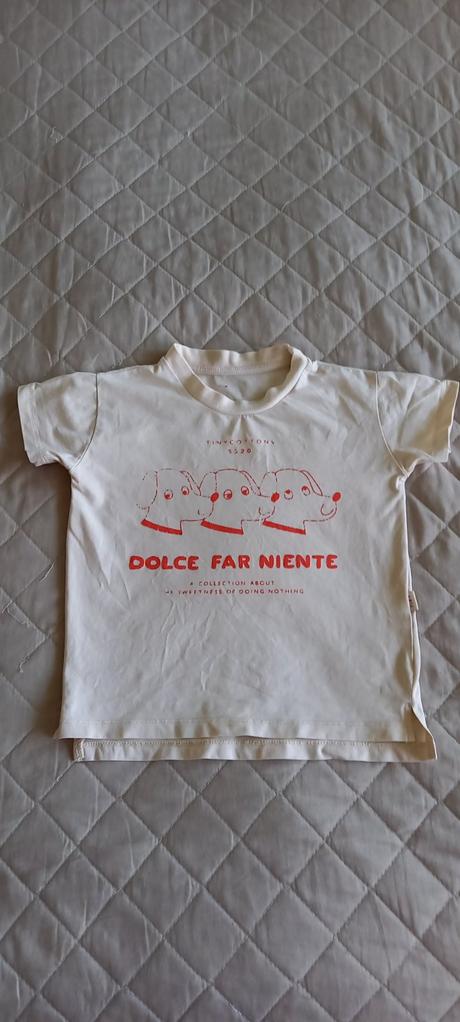 TINYCOTTONS
SS20
DOLCE FAR NIENTE
A COLLECTION ABOUT
THE SWEETNESS OF DOING NOTHING